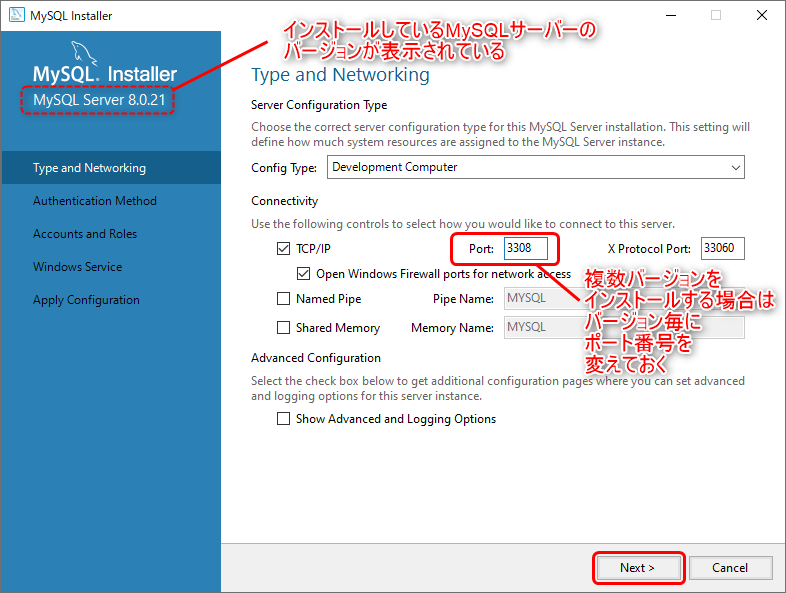 MySQL Installer
インストールしているMySQLサーバーの
バージョンが表示されている
MySQL. Installer
MySQL Server 8.0.21
Type and Networking
Authentication Method
Accounts and Roles
Windows Service
Apply Configuration
Type and Networking
Server Configuration Type
Choose the correct server configuration type for this MySQL Server installation. This setting will
define how much system resources are assigned to the MySQL Server instance.
Config Type: Development Computer
Connectivity
Use the following controls to select how you would like to connect to this server.
TCP/IP Port: 3308 X Protocol Port: 33060
Open Windows Firewall ports for network access
Named Pipe Pipe Name: MYSQL
Shared Memory Memory Name: MYSQL
複数バージョンを
インストールする場合は
バージョン毎に
ポート番号を
変えておく
Advanced Configuration
Select the check box below to get additional configuration pages where you can set advanced
and logging options for this server instance.
Show Advanced and Logging Options
Next > Cancel